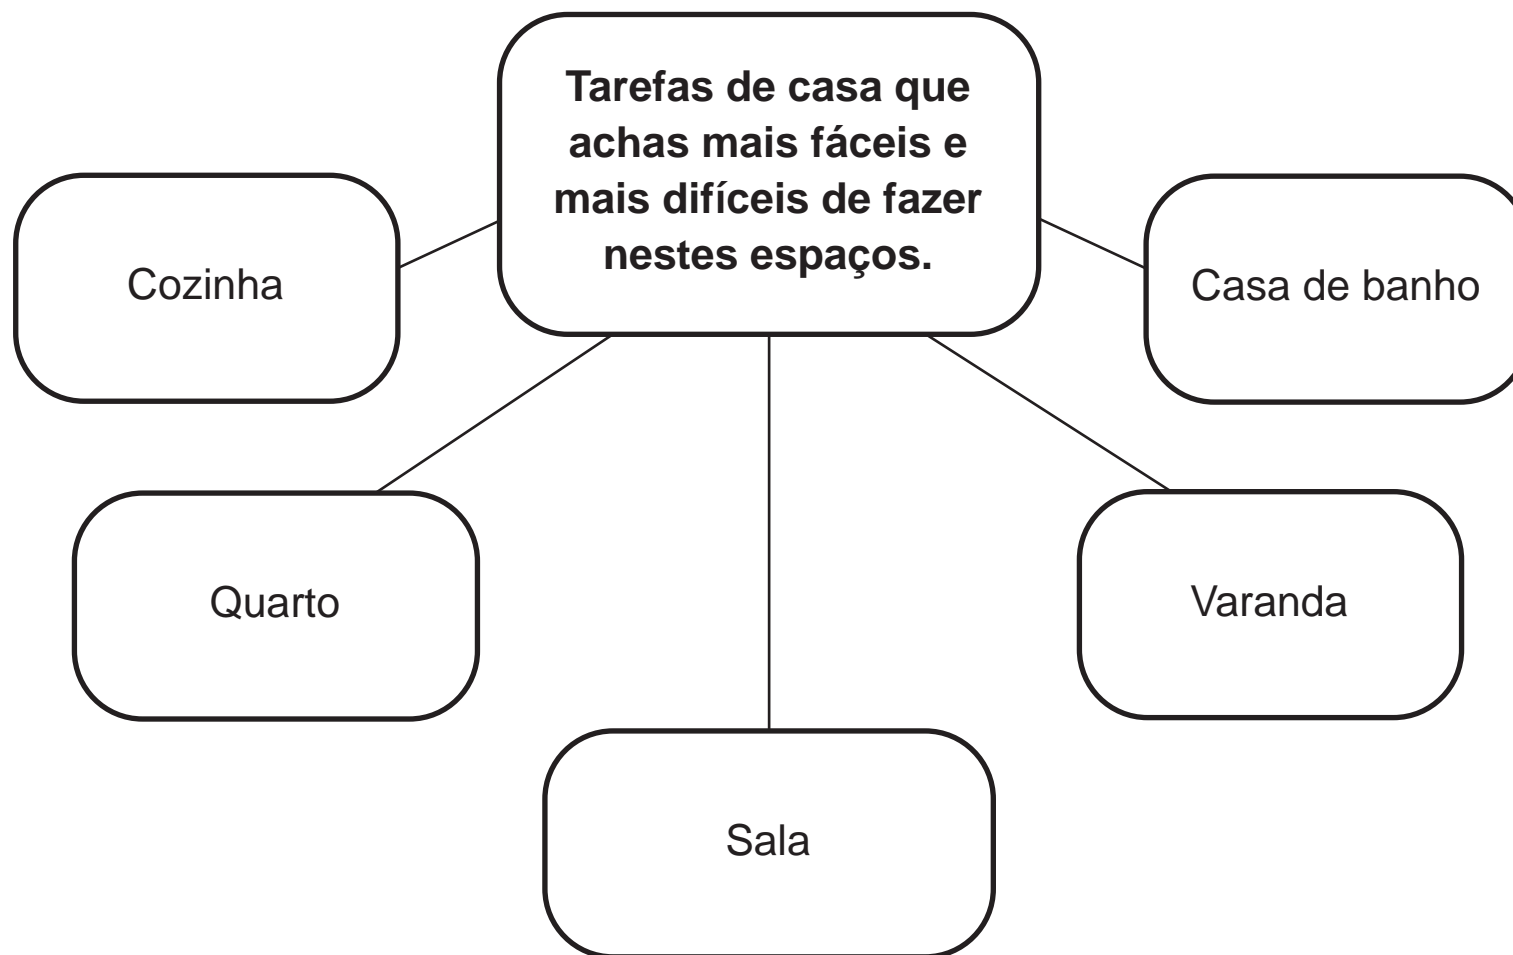 Tarefas de casa que
achas mais fáceis e
mais difíceis de fazer
nestes espaços.
Cozinha
Casa de banho
Quarto
Varanda
Sala